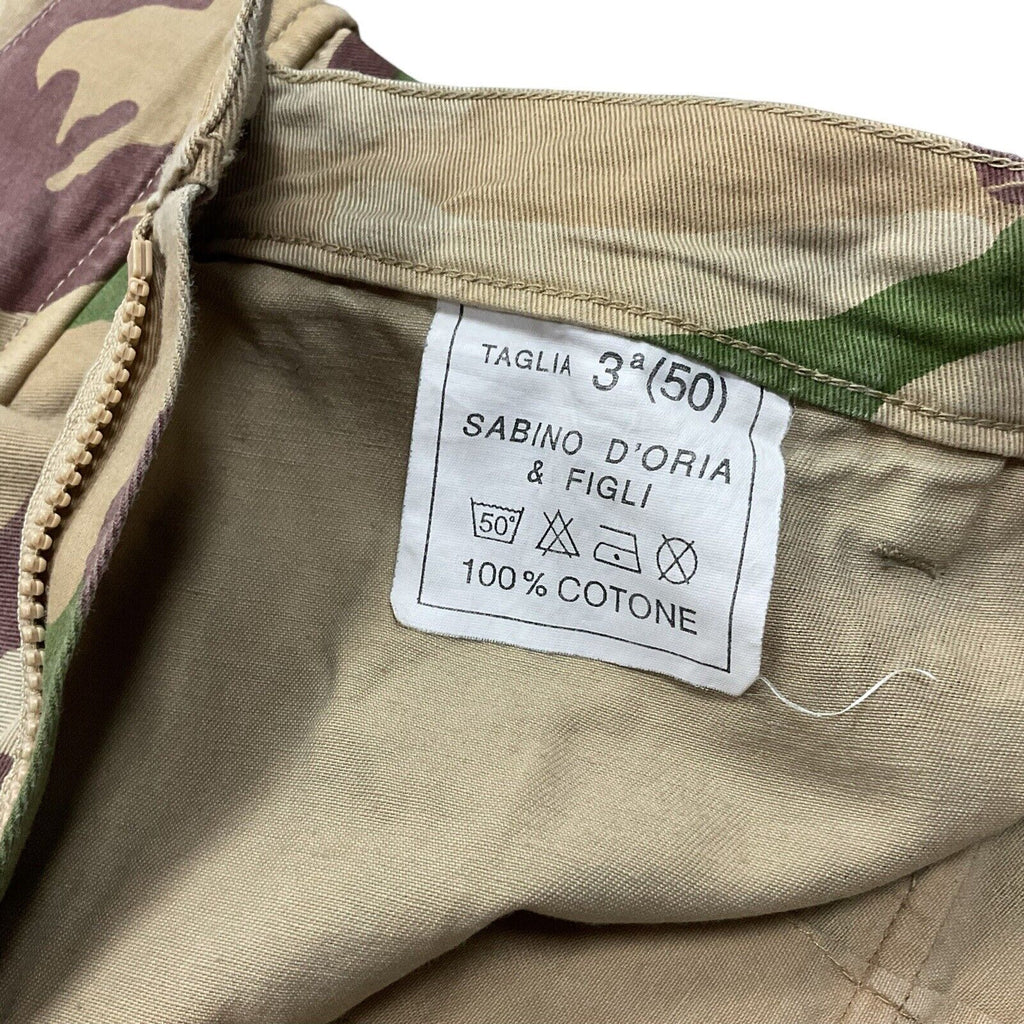 TAGLIA 3ª (50)
SABINO D'ORIA
& FIGLI
50°
100% COTONE